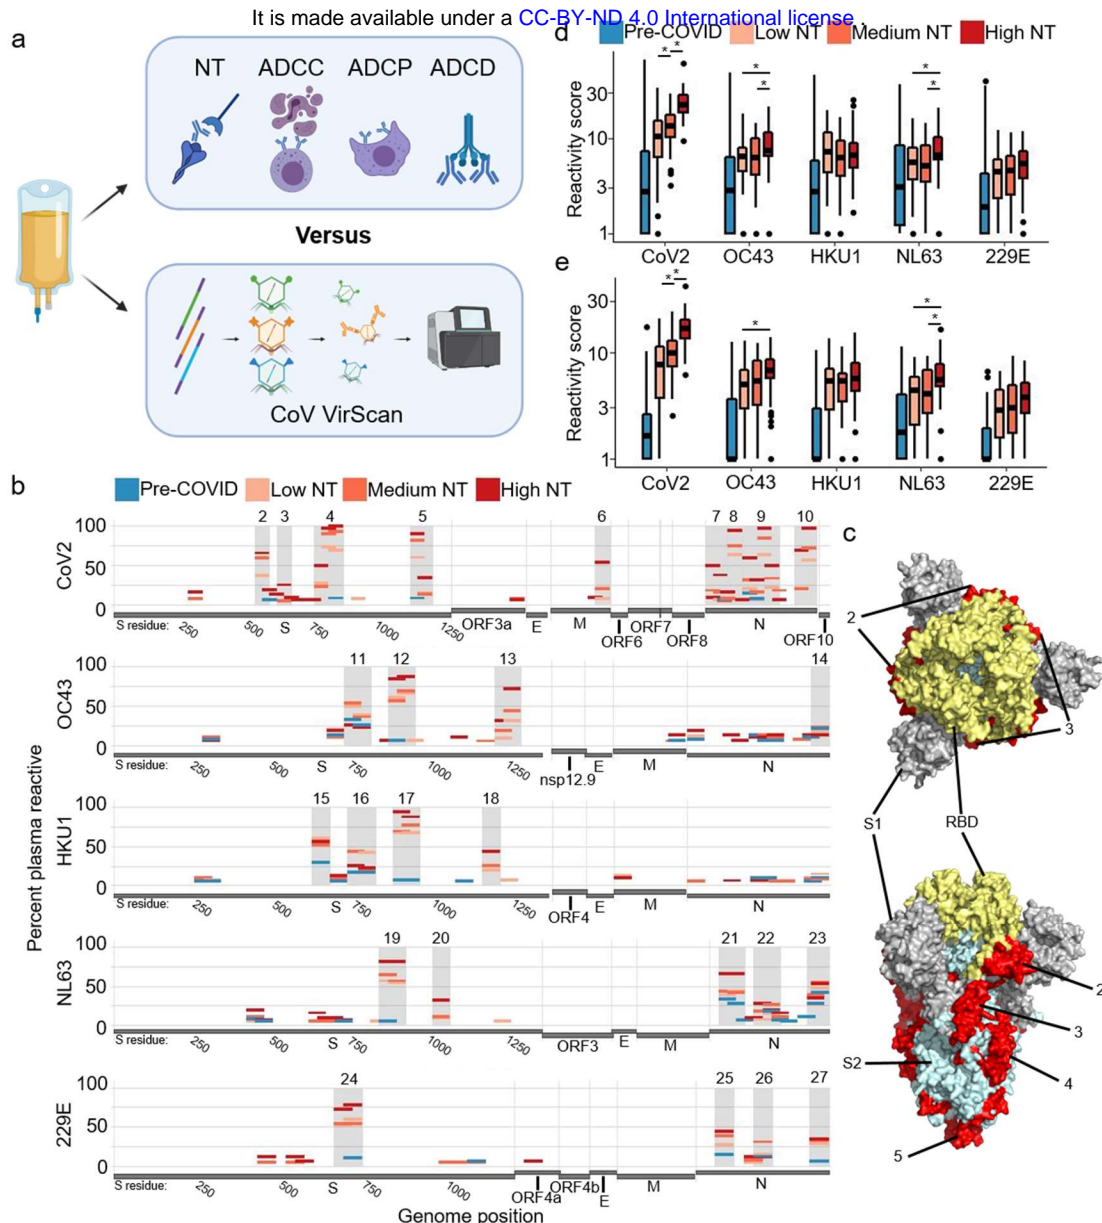 It is made available under a CC-BY-ND 4.0 International license .
a
NT ADCC ADCP ADCD
Versus
CoV VirScan
d
Pre-COVID Low NT Medium NT High NT
* *
* *
* *
Reactivity score
30
10
3
1
CoV2 OC43 HKU1 NL63 229E
e
* *
*
* *
Reactivity score
30
10
3
1
CoV2 OC43 HKU1 NL63 229E
b
Pre-COVID Low NT Medium NT High NT
Percent plasma reactive
CoV2
100
50
0
2 3 4 5 6 7 8 9 10
S residue: 250 500 S 750 1000 1250 ORF3a E M ORF6 ORF7 ORF8 N ORF10
OC43
100
50
0
11 12 13 14
S residue: 250 500 S 750 1000 1250 nsp12.9 E M N
HKU1
100
50
0
15 16 17 18
S residue: 250 500 S 750 1000 1250 ORF4 E M N
NL63
100
50
0
19 20 21 22 23
S residue: 250 500 S 750 1000 1250 ORF3 E M N
229E
100
50
0
24 25 26 27
S residue: 250 500 S 750 1000 ORF4a ORF4b E M N
Genome position
c
2
3
S1 RBD
2
3
S2
4
5